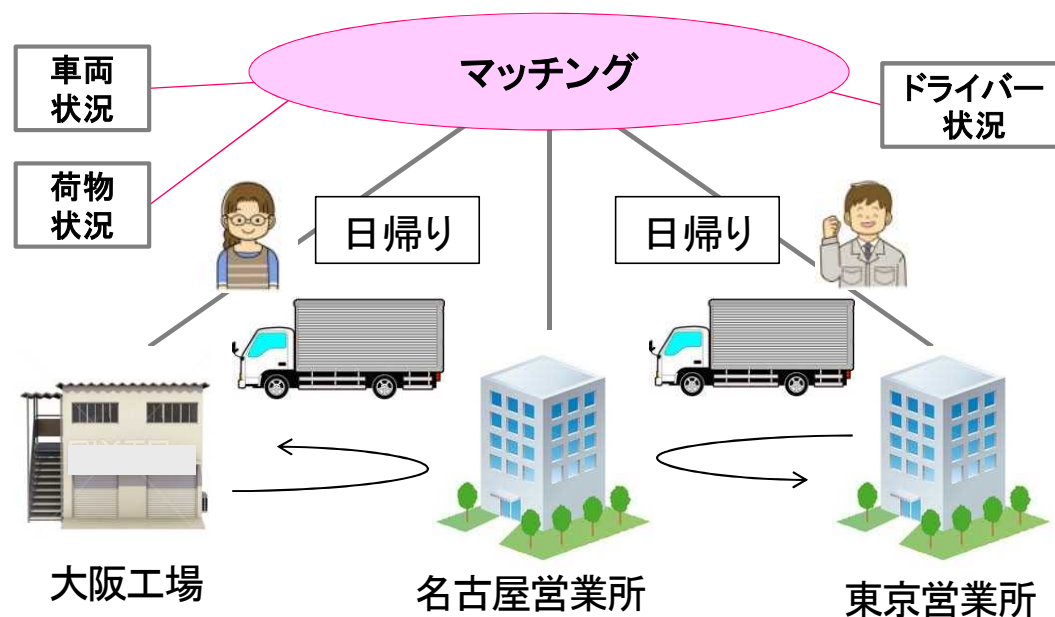 マッチング
車両
状況
荷物
状況
ドライバー
状況
日帰り
日帰り
大阪工場
名古屋営業所
東京営業所